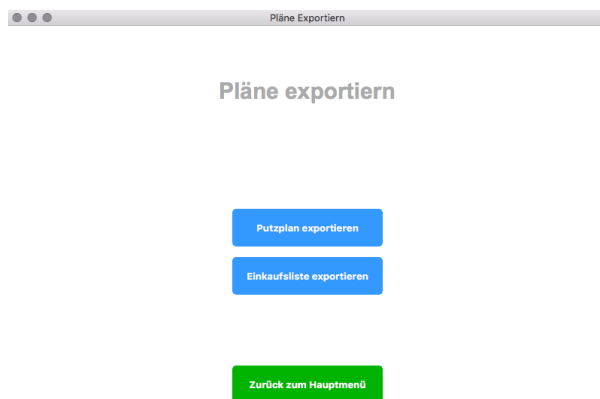 Pläne Exportiern
Pläne exportiern
Putzplan exportieren
Einkaufsliste exportieren
Zurück zum Hauptmenü